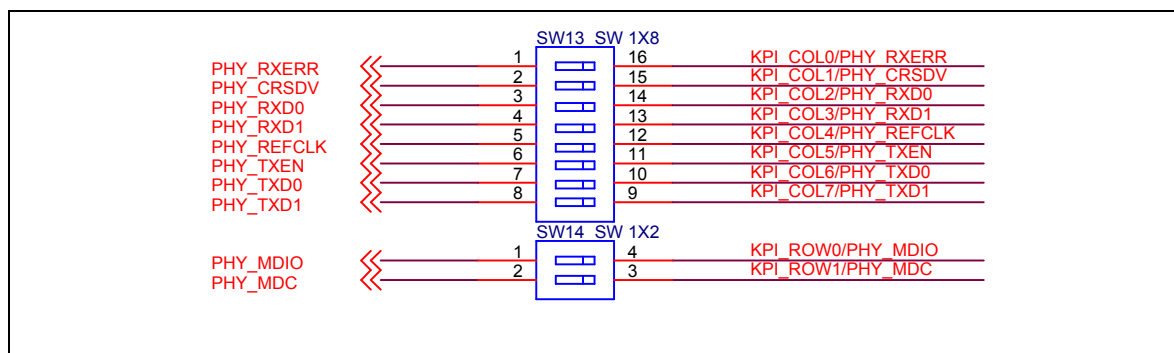 SW13 SW 1X8
PHY_RXERR 1 16 KPI_COL0/PHY_RXERR
PHY_CRSDV 2 15 KPI_COL1/PHY_CRSDV
PHY_RXD0 3 14 KPI_COL2/PHY_RXD0
PHY_RXD1 4 13 KPI_COL3/PHY_RXD1
PHY_REFCLK 5 12 KPI_COL4/PHY_REFCLK
PHY_TXEN 6 11 KPI_COL5/PHY_TXEN
PHY_TXD0 7 10 KPI_COL6/PHY_TXD0
PHY_TXD1 8 9 KPI_COL7/PHY_TXD1
SW14 SW 1X2
PHY_MDIO 1 4 KPI_ROW0/PHY_MDIO
PHY_MDC 2 3 KPI_ROW1/PHY_MDC